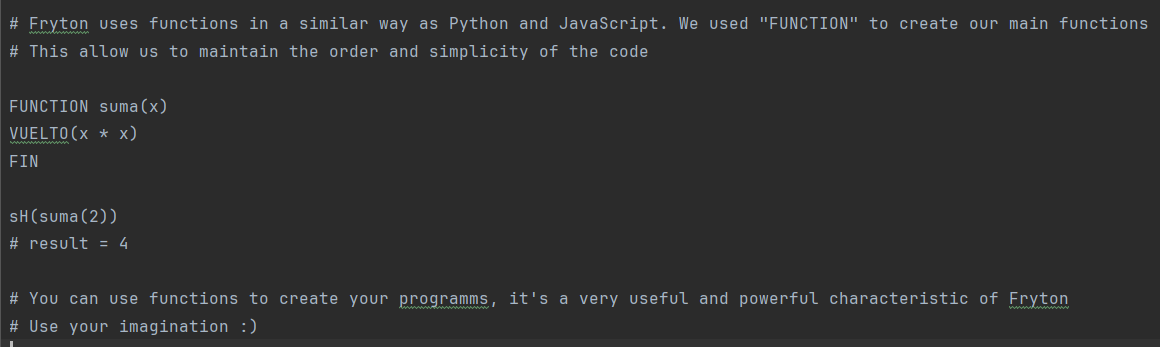 # Fryton uses functions in a similar way as Python and JavaScript. We used "FUNCTION" to create our main functions
# This allow us to maintain the order and simplicity of the code
FUNCTION suma(x)
VUELTO(x * x)
FIN
sH(suma(2))
# result = 4
# You can use functions to create your programms, it's a very useful and powerful characteristic of Fryton
# Use your imagination :)